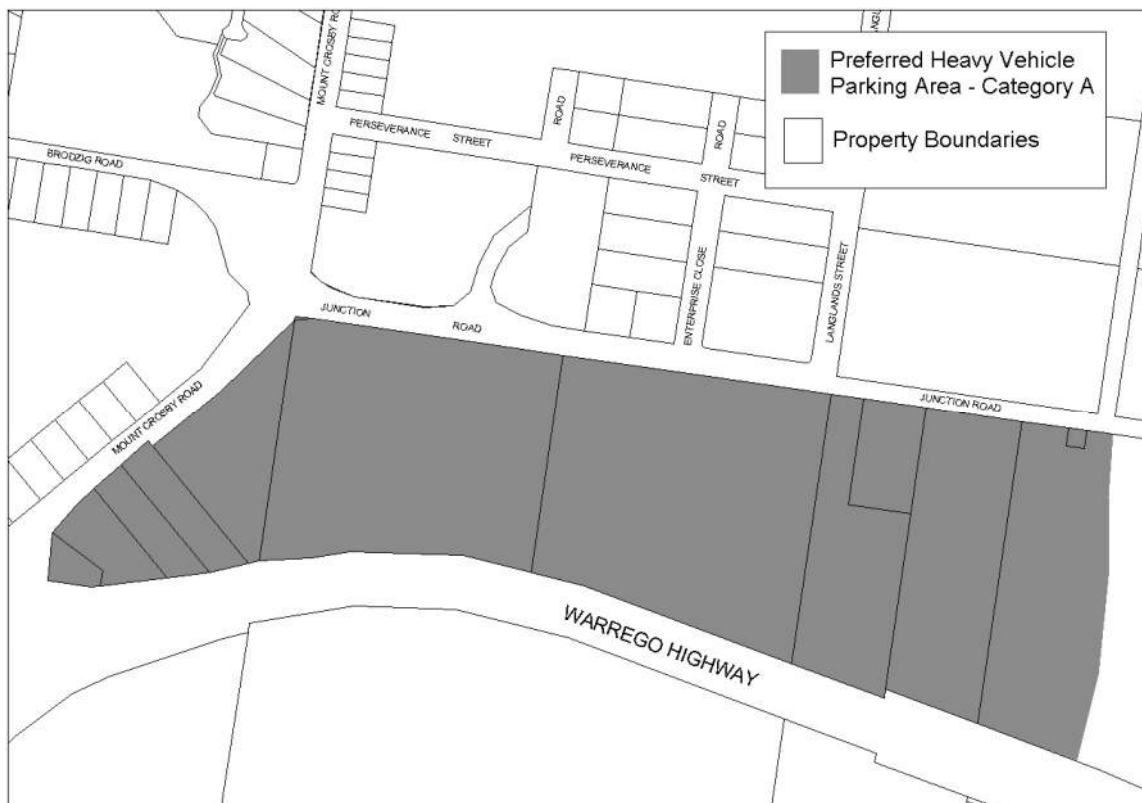 MOUNT CROSBY RO
ANGU
Preferred Heavy Vehicle
Parking Area - Category A
Property Boundaries
ROAD
ROAD
PERSEVERANCE STREET
PERSEVERANCE STREET
BRODZIG ROAD
ENTERPRISE CLOSE
LANGLANDS STREET
JUNCTION ROAD
JUNCTION ROAD
MOUNT CROSBY ROAD
WARREGO HIGHWAY